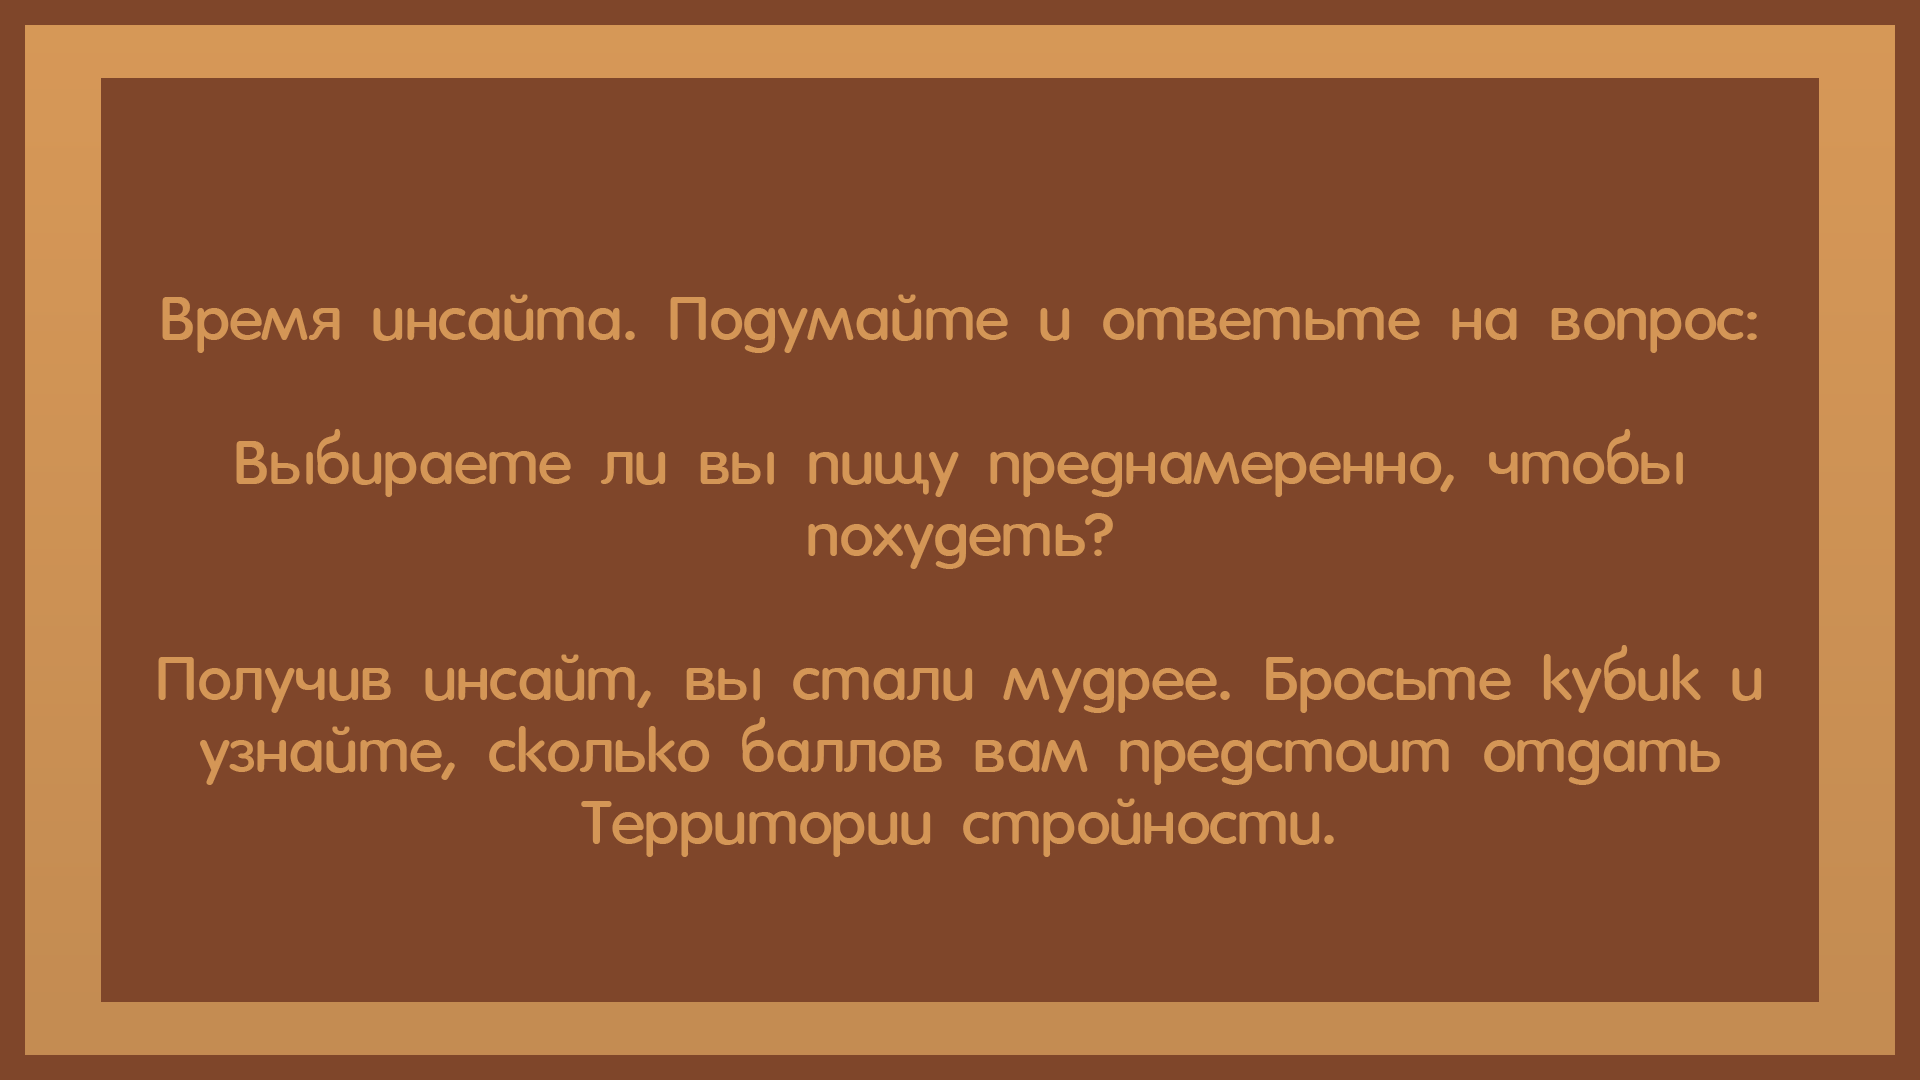 Время инсайта. Подумайте и ответьте на вопрос:
Выбираете ли вы пищу преднамеренно, чтобы
похудеть?
Получив инсайт, вы стали мудрее. Бросьте кубик и
узнайте, сколько баллов вам предстоит отдать
Территории стройности.